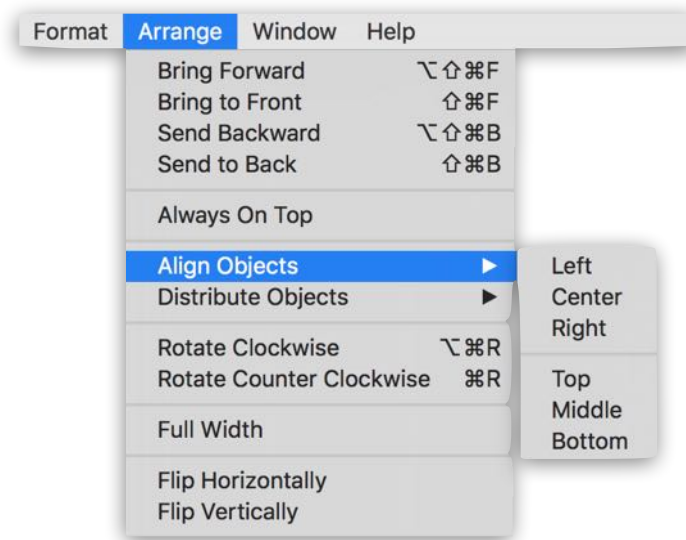 Format Arrange Window Help
Bring Forward ⌥⇧⌘F
Bring to Front ⇧⌘F
Send Backward ⌥⇧⌘B
Send to Back ⇧⌘B
Always On Top
Align Objects ▶
Distribute Objects ▶
Rotate Clockwise ⌥⌘R
Rotate Counter Clockwise ⌘R
Full Width
Flip Horizontally
Flip Vertically
Left
Center
Right
Top
Middle
Bottom